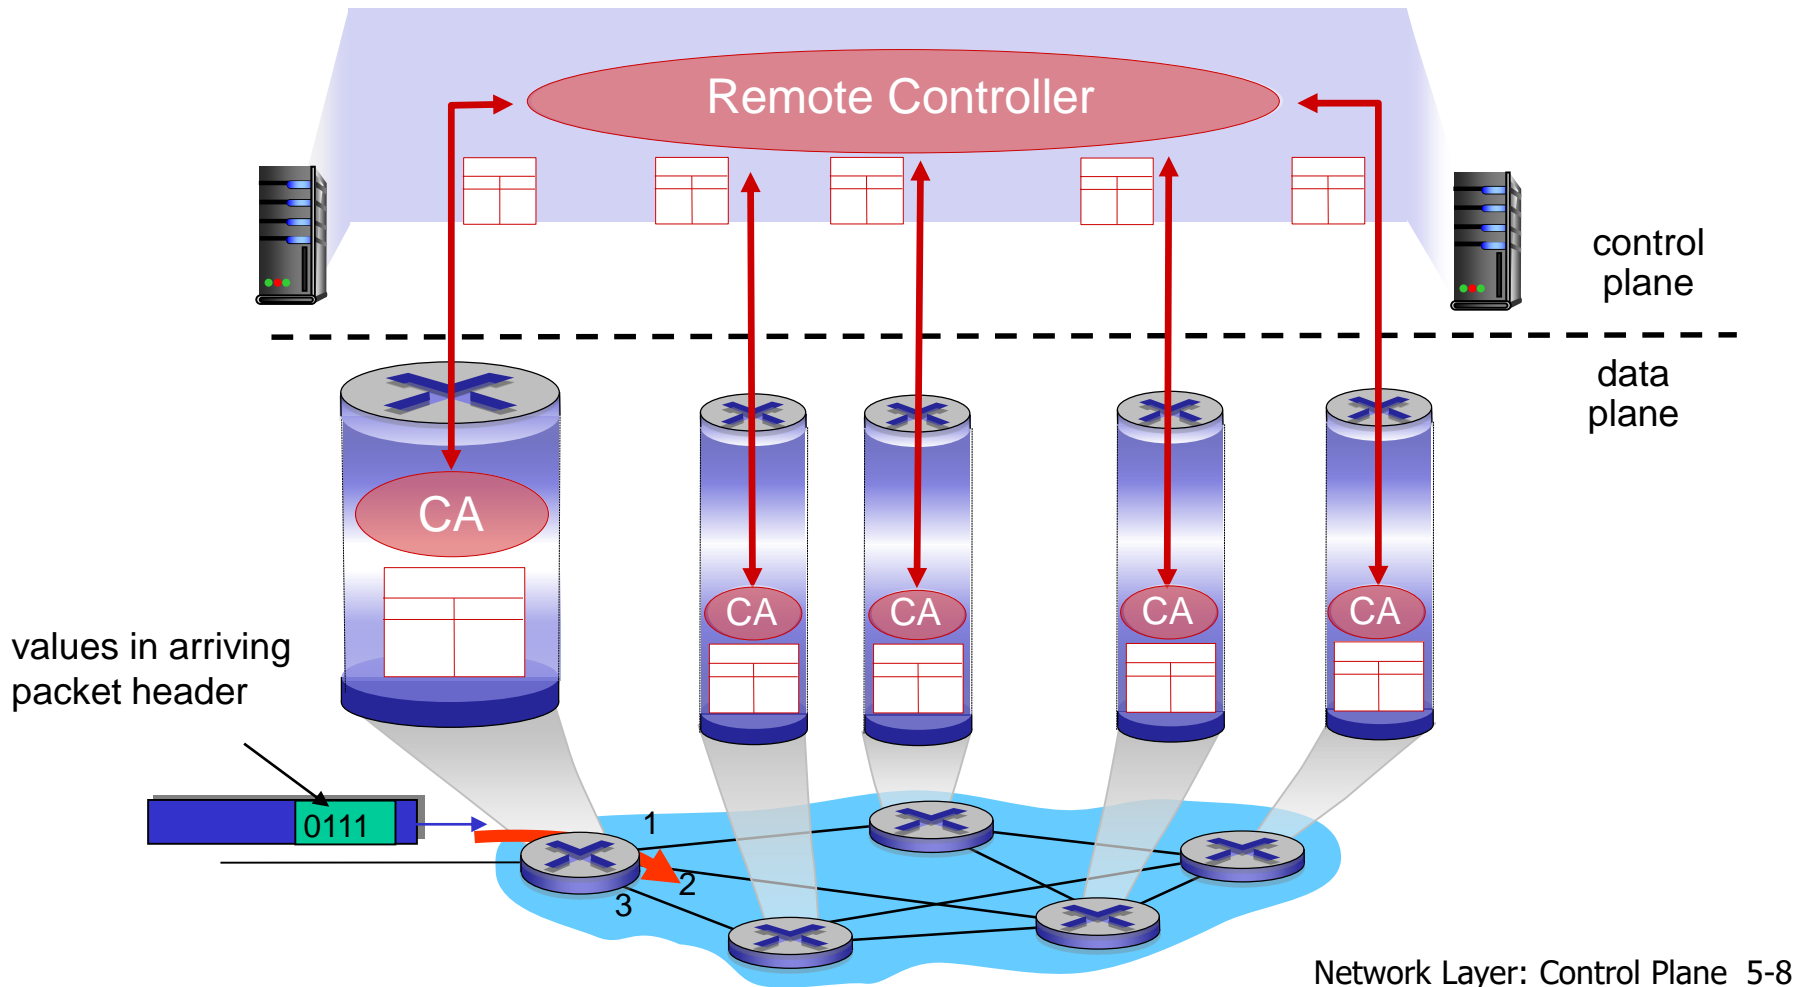 Remote Controller
control
plane
data
plane
CA
CA
CA
CA
CA
values in arriving
packet header
0111
1
2
3
Network Layer: Control Plane 5-8